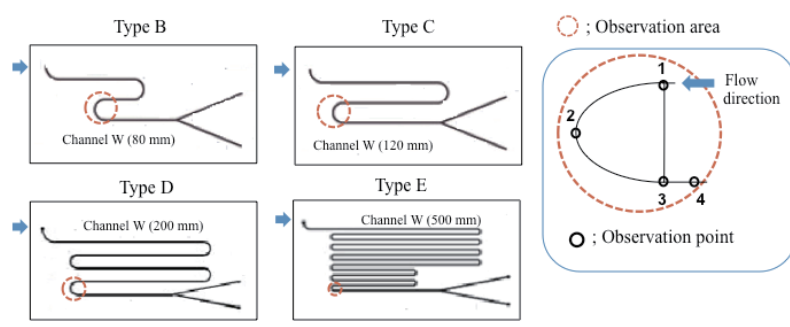 Type B
Type C
; Observation area
Channel W (80 mm)
Channel W (120 mm)
1
Flow
direction
2
3
4
; Observation point
Type D
Type E
Channel W (200 mm)
Channel W (500 mm)